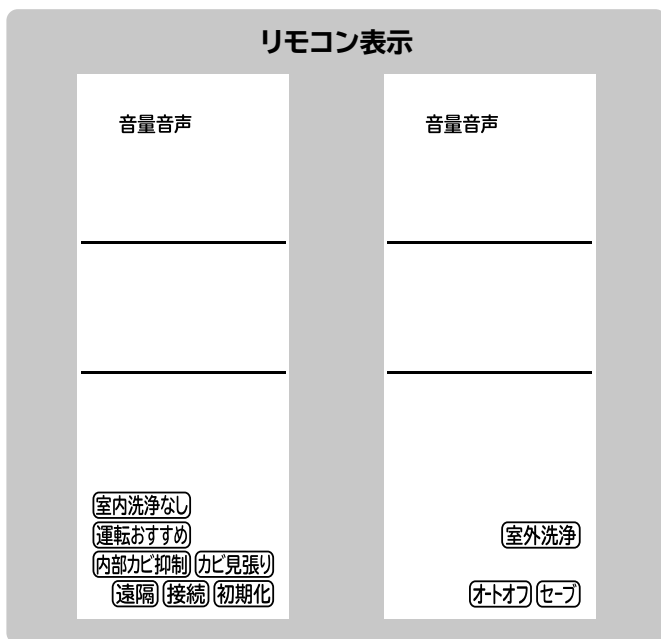 リモコン表示
音量音声
室内洗浄なし
運転おすすめ
内部カビ抑制 カビ見張り
遠隔 接続 初期化
音量音声
室外洗浄
オートオフ セーブ